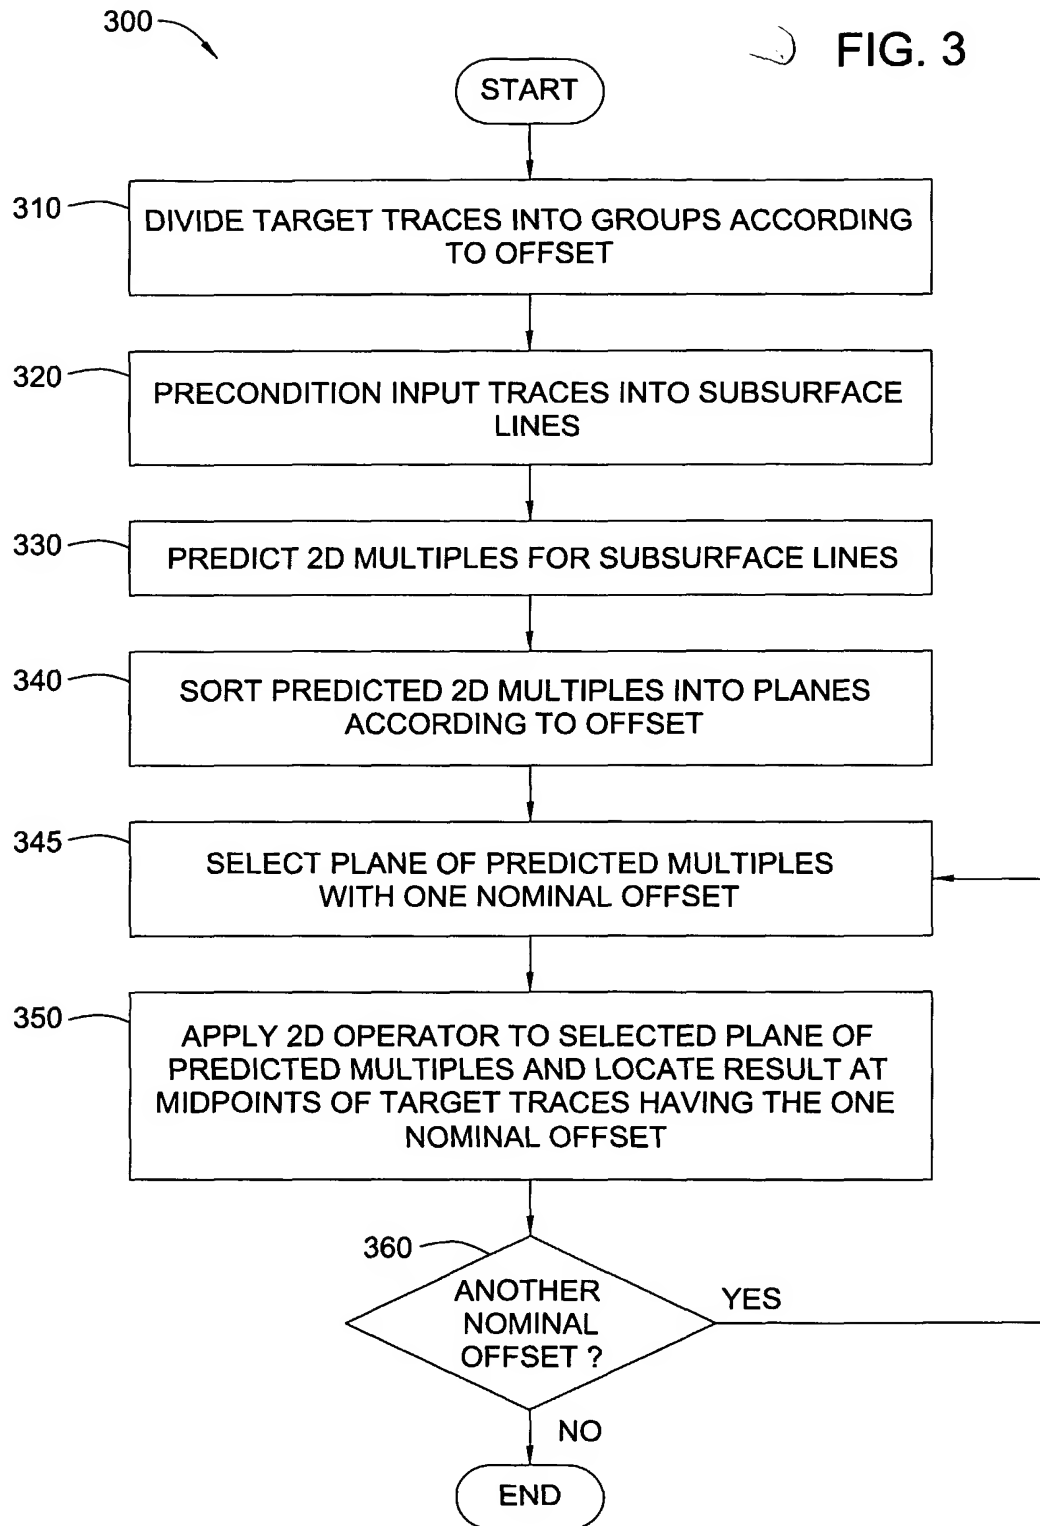 300
FIG. 3
START
310
DIVIDE TARGET TRACES INTO GROUPS ACCORDING
TO OFFSET
320
PRECONDITION INPUT TRACES INTO SUBSURFACE
LINES
330
PREDICT 2D MULTIPLES FOR SUBSURFACE LINES
340
SORT PREDICTED 2D MULTIPLES INTO PLANES
ACCORDING TO OFFSET
345
SELECT PLANE OF PREDICTED MULTIPLES
WITH ONE NOMINAL OFFSET
350
APPLY 2D OPERATOR TO SELECTED PLANE OF
PREDICTED MULTIPLES AND LOCATE RESULT AT
MIDPOINTS OF TARGET TRACES HAVING THE ONE
NOMINAL OFFSET
360
ANOTHER
NOMINAL
OFFSET ?
YES
NO
END